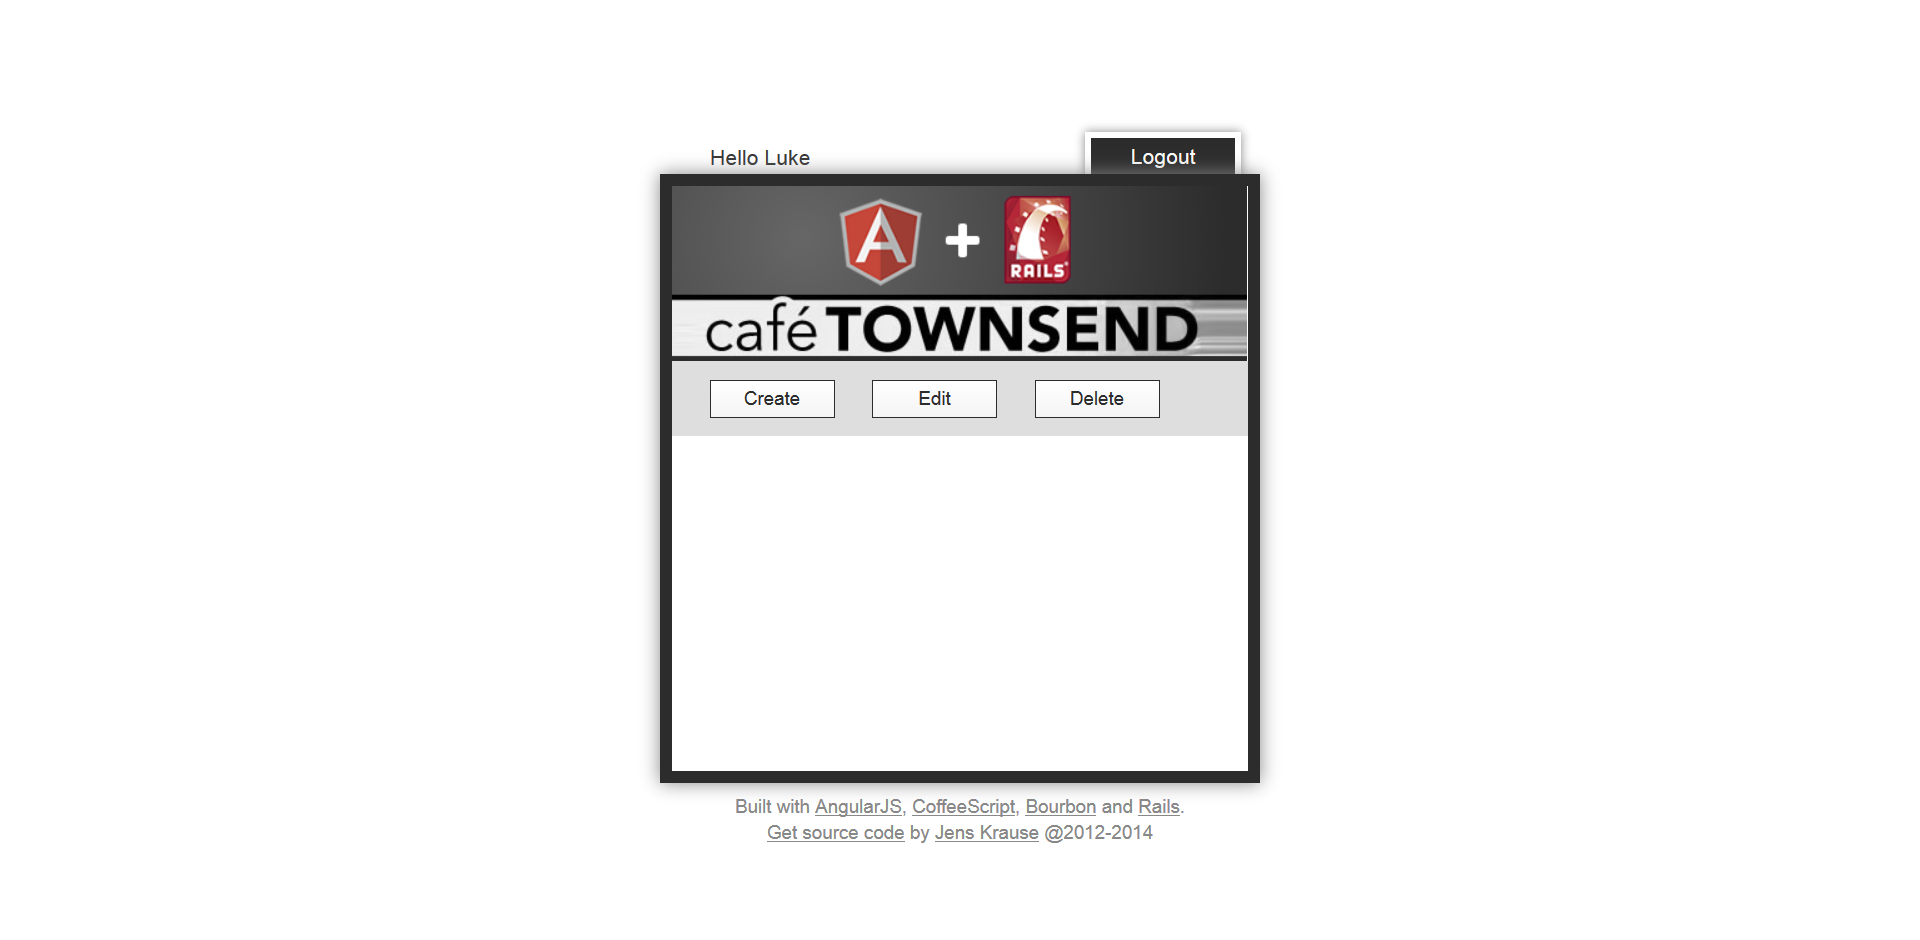 Hello Luke
Logout
A
RAILS®
café TOWNSEND
Create
Edit
Delete
Built with AngularJS, CoffeeScript, Bourbon and Rails.
Get source code by Jens Krause @2012-2014